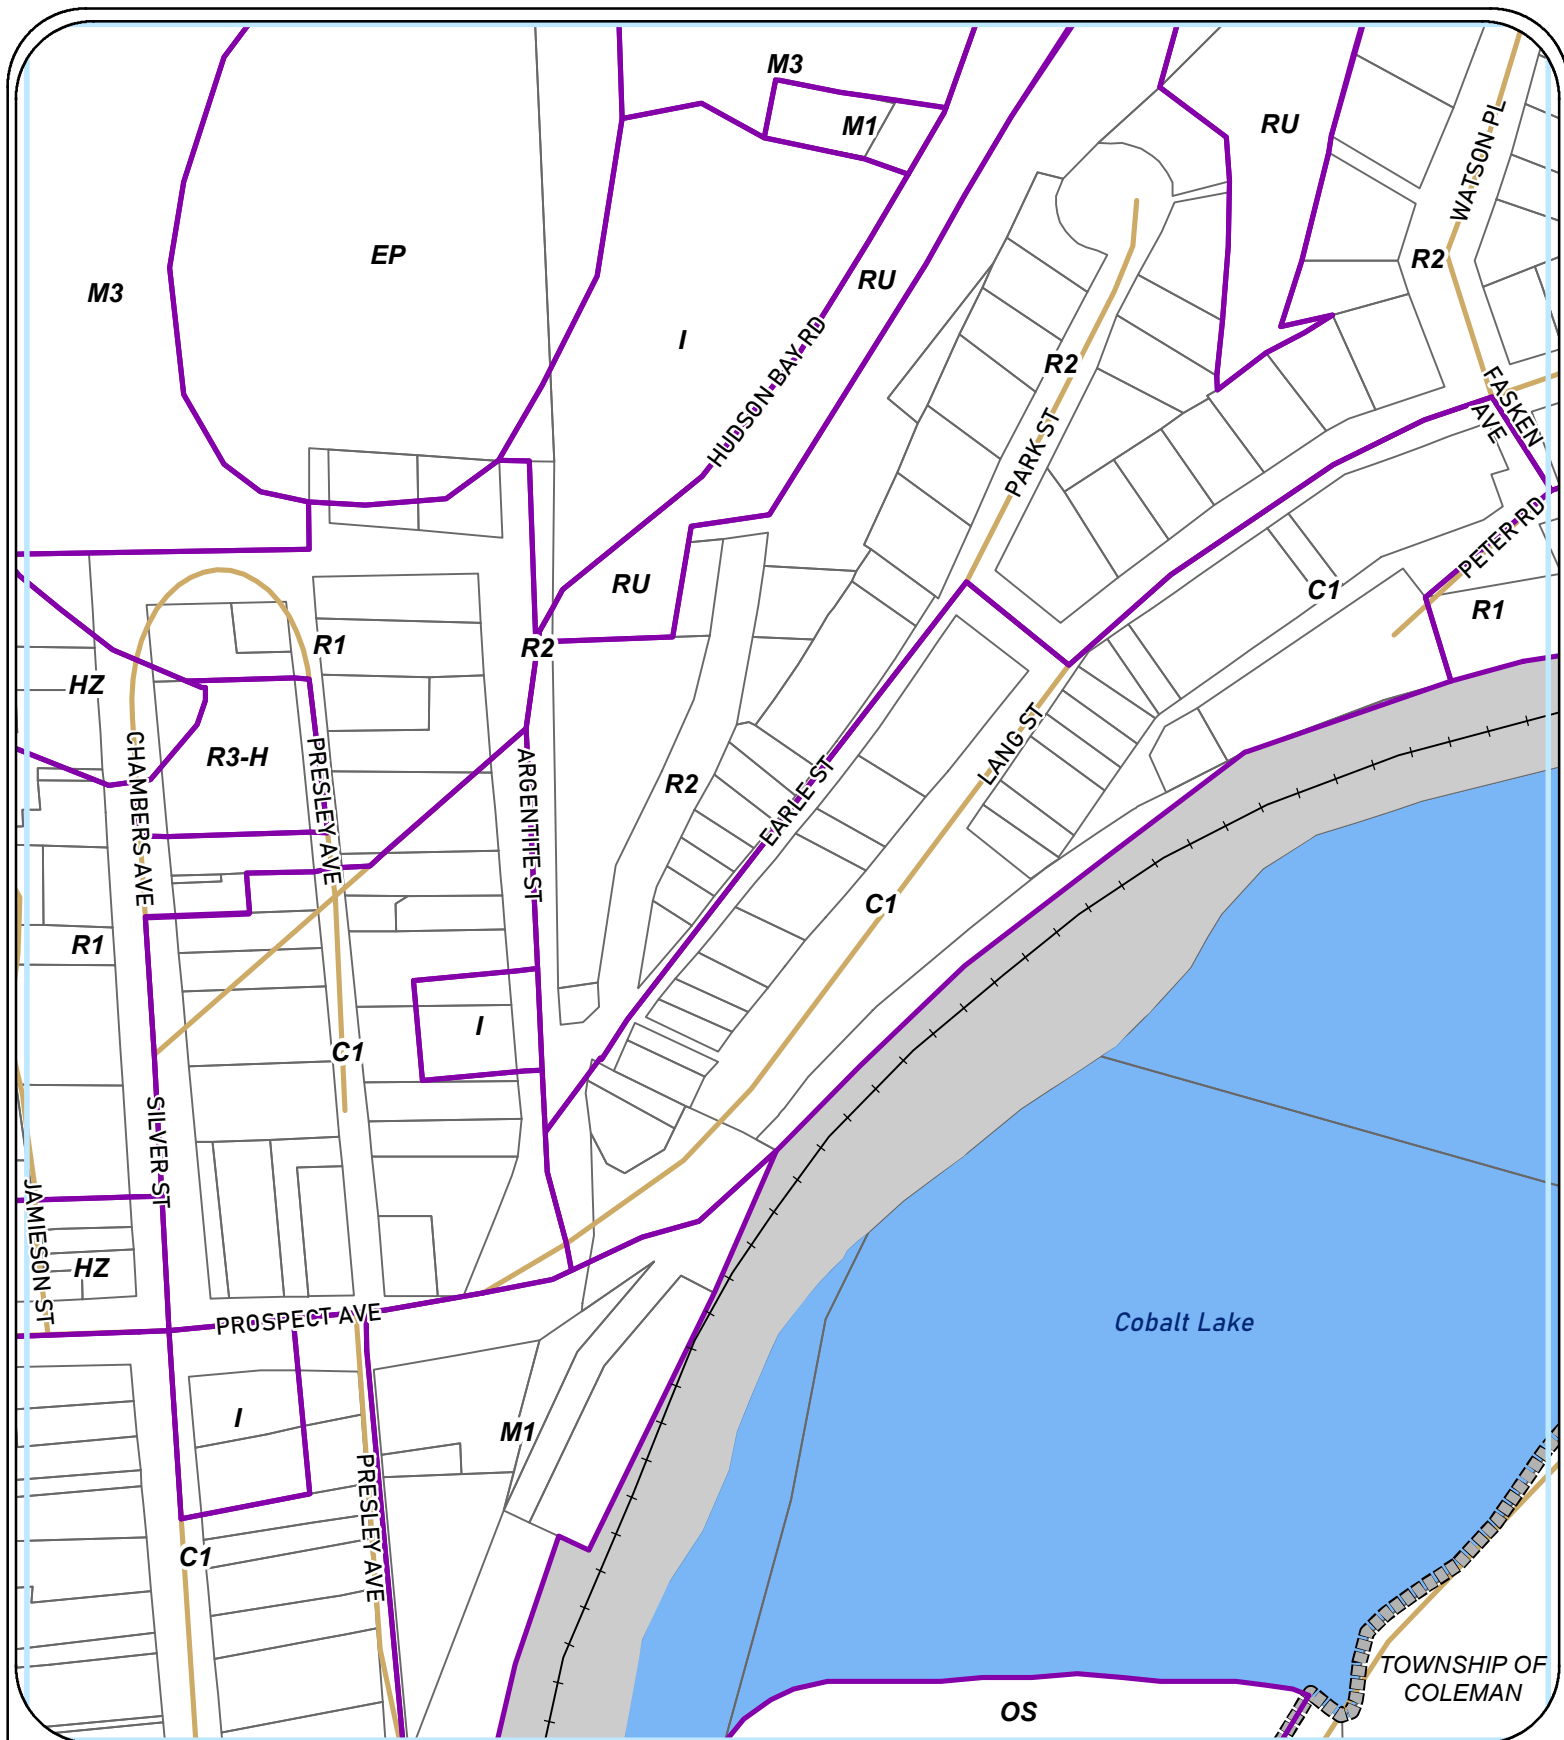 M3
M1
RU
WATSON PL
EP
R2
M3
RU
I
HUDSON BAY RD
R2
FASKEN
AVE
PARK ST
PETER RD
RU
C1
R1
R1
R2
HZ
CHAMBERS AVE
R3-H
PRESLEY AVE
ARGENTITE ST
R2
EARLE ST
LANG ST
C1
R1
I
C1
SILVER ST
JAMIESON ST
HZ
PROSPECT AVE
Cobalt Lake
I
M1
PRESLEY AVE
C1
TOWNSHIP OF
COLEMAN
OS